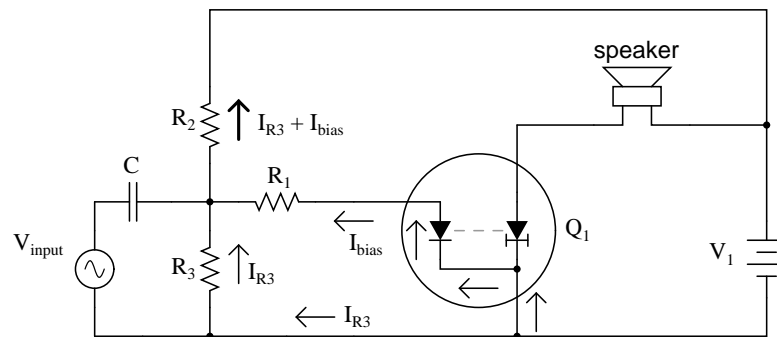 speaker
R2
IR3 + Ibias
C
R1
Vinput
Ibias
Q1
V1
R3
IR3
IR3